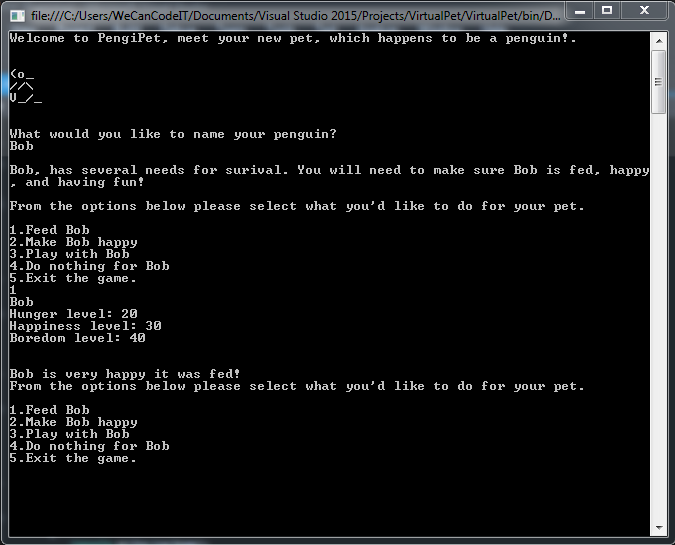 file:///C:/Users/WeCanCodeIT/Documents/Visual Studio 2015/Projects/VirtualPet/VirtualPet/bin/D...
Welcome to PengiPet, meet your new pet, which happens to be a penguin!.
<o_
//\
V_/_
What would you like to name your penguin?
Bob
Bob, has several needs for surival. You will need to make sure Bob is fed, happy
, and having fun!
From the options below please select what you'd like to do for your pet.
1.Feed Bob
2.Make Bob happy
3.Play with Bob
4.Do nothing for Bob
5.Exit the game.
1
Bob
Hunger level: 20
Happiness level: 30
Boredom level: 40
Bob is very happy it was fed!
From the options below please select what you'd like to do for your pet.
1.Feed Bob
2.Make Bob happy
3.Play with Bob
4.Do nothing for Bob
5.Exit the game.